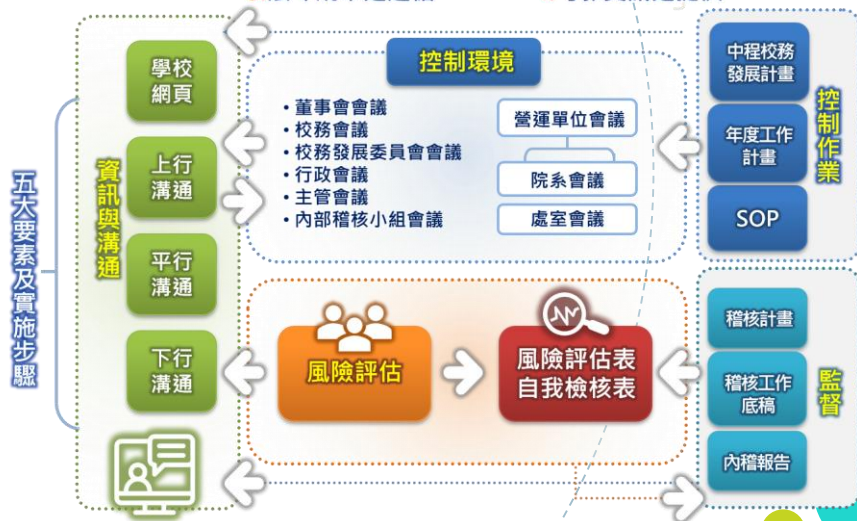 五大要素及實施步驟
資訊與溝通
學校
網頁
上行
溝通
平行
溝通
下行
溝通
控制環境
• 董事會會議
• 校務會議
• 校務發展委員會會議
• 行政會議
• 主管會議
• 內部稽核小組會議
營運單位會議
院系會議
處室會議
風險評估
風險評估表
自我檢核表
中程校務
發展計畫
年度工作
計畫
SOP
控制作業
稽核計畫
稽核工作
底稿
內稽報告
監督